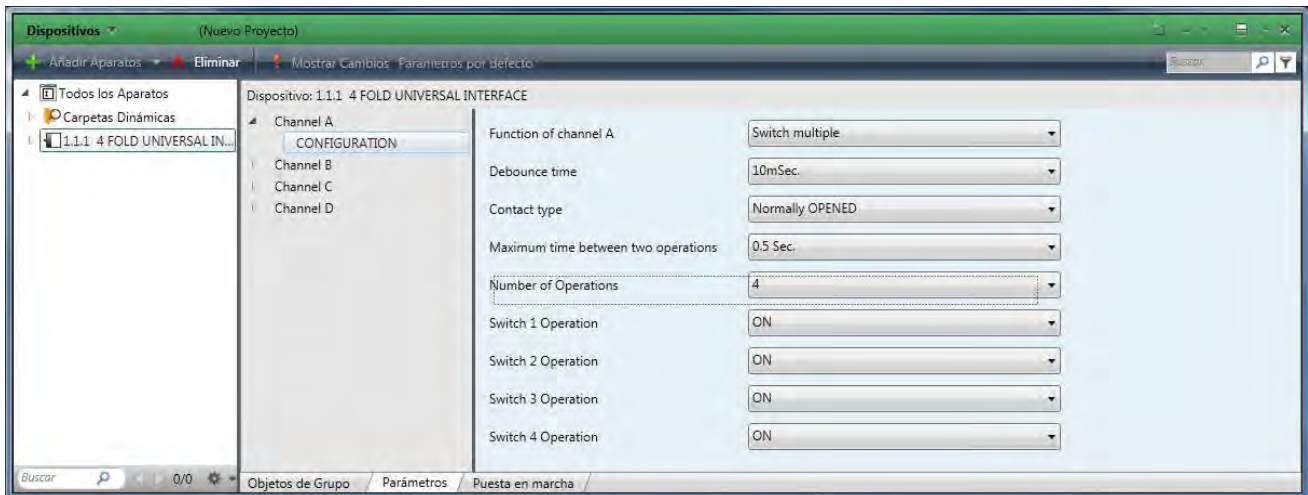 Dispositivos (Nuevo Proyecto)
Añadir Aparatos Eliminar Mostrar Cambios Parametros por defecto Buscar
Todos los Aparatos
Carpetas Dinámicas
1.1.1 4 FOLD UNIVERSAL IN...
Dispositivo: 1.1.1 4 FOLD UNIVERSAL INTERFACE
Channel A
CONFIGURATION
Channel B
Channel C
Channel D
Function of channel A Switch multiple
Debounce time 10mSec.
Contact type Normally OPENED
Maximum time between two operations 0.5 Sec.
Number of Operations 4
Switch 1 Operation ON
Switch 2 Operation ON
Switch 3 Operation ON
Switch 4 Operation ON
Buscar 0/0
Objetos de Grupo Parámetros Puesta en marcha